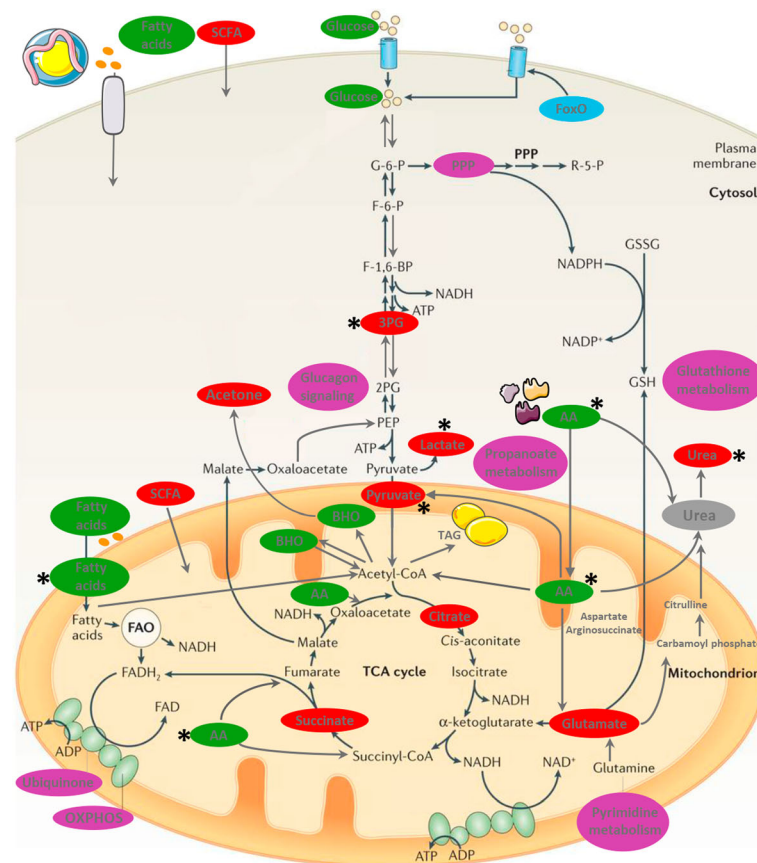 Fatty
acids
SCFA
Glucose
Glucose
FoxO
Plasma
membrane
Cytosol
G-6-P
PPP
PPP
R-5-P
F-6-P
GSSG
NADPH
F-1,6-BP
NADH
ATP
* 3PG
NADP⁺
Glucagon
signaling
2PG
GSH
Glutathione
metabolism
Acetone
AA *
PEP
*
Lactate
ATP
Propanoate
metabolism
Urea *
Malate
Oxaloacetate
Pyruvate
SCFA
Pyruvate
*
Fatty
acids
BHO
Urea
TAG
BHO
* Fatty
acids
Acetyl-CoA
AA
AA *
Citrulline
NADH
Oxaloacetate
Citrate
Aspartate
Arginosuccinate
Fatty
acids
FAO
NADH
Malate
Cis-aconitate
Carbamoyl phosphate
FADH₂
Fumarate
TCA cycle
Isocitrate
Mitochondrion
NADH
FAD
Succinate
α-ketoglutarate
Glutamate
ATP
ADP
* AA
Succinyl-CoA
NADH
NAD⁺
Glutamine
Ubiquinone
OXPHOS
Pyrimidine
metabolism
ATP
ADP